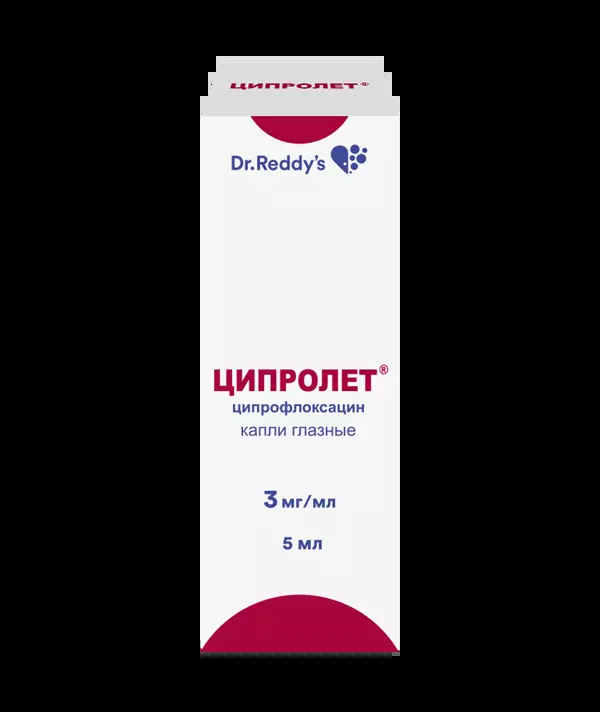 ЦИПРОЛЕТ®
Dr.Reddy's
ЦИПРОЛЕТ®
ципрофлоксацин
капли глазные
3 мг/мл
5 мл